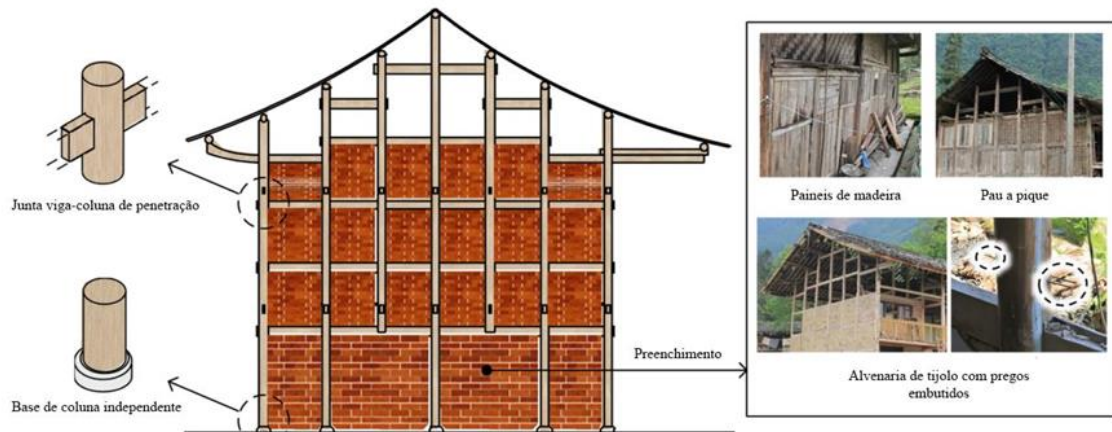 Junta viga-coluna de penetração
Base de coluna independente
Preenchimento
Paineis de madeira
Pau a pique
Alvenaria de tijolo com pregos
embutidos